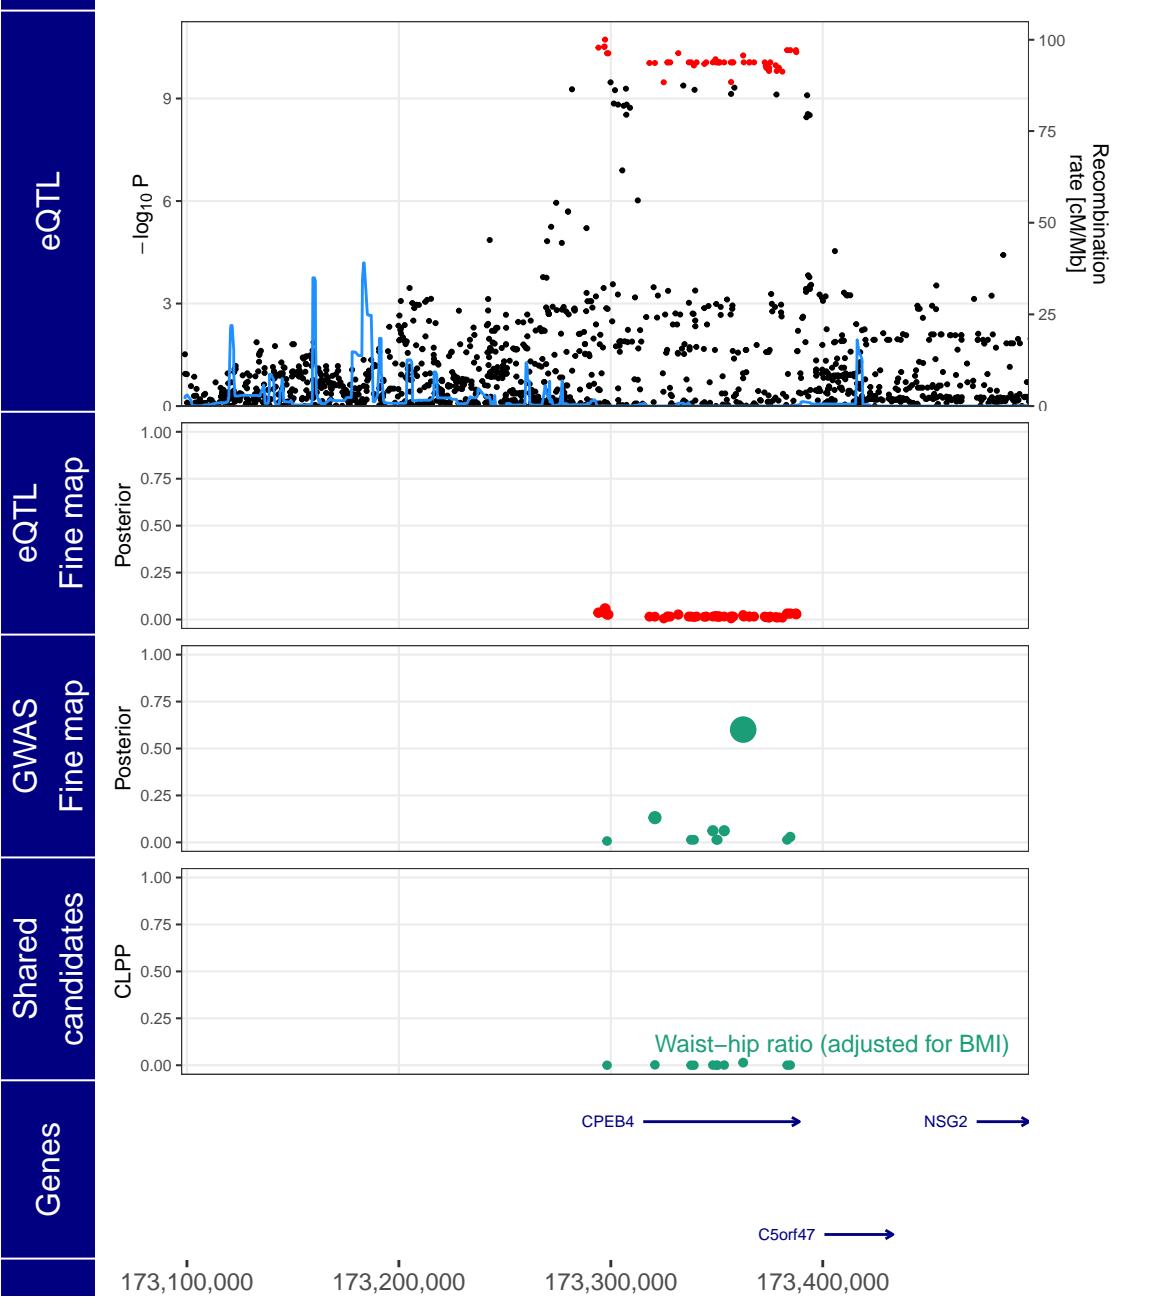 eQTL
−log10 P
9
6
3
0
100
75
50
25
0
Recombination
rate [cM/Mb]
eQTL
Fine map
Posterior
1.00
0.75
0.50
0.25
0.00
GWAS
Fine map
Posterior
1.00
0.75
0.50
0.25
0.00
Shared
candidates
CLPP
1.00
0.75
0.50
0.25
0.00
Waist−hip ratio (adjusted for BMI)
Genes
CPEB4
NSG2
C5orf47
173,100,000
173,200,000
173,300,000
173,400,000